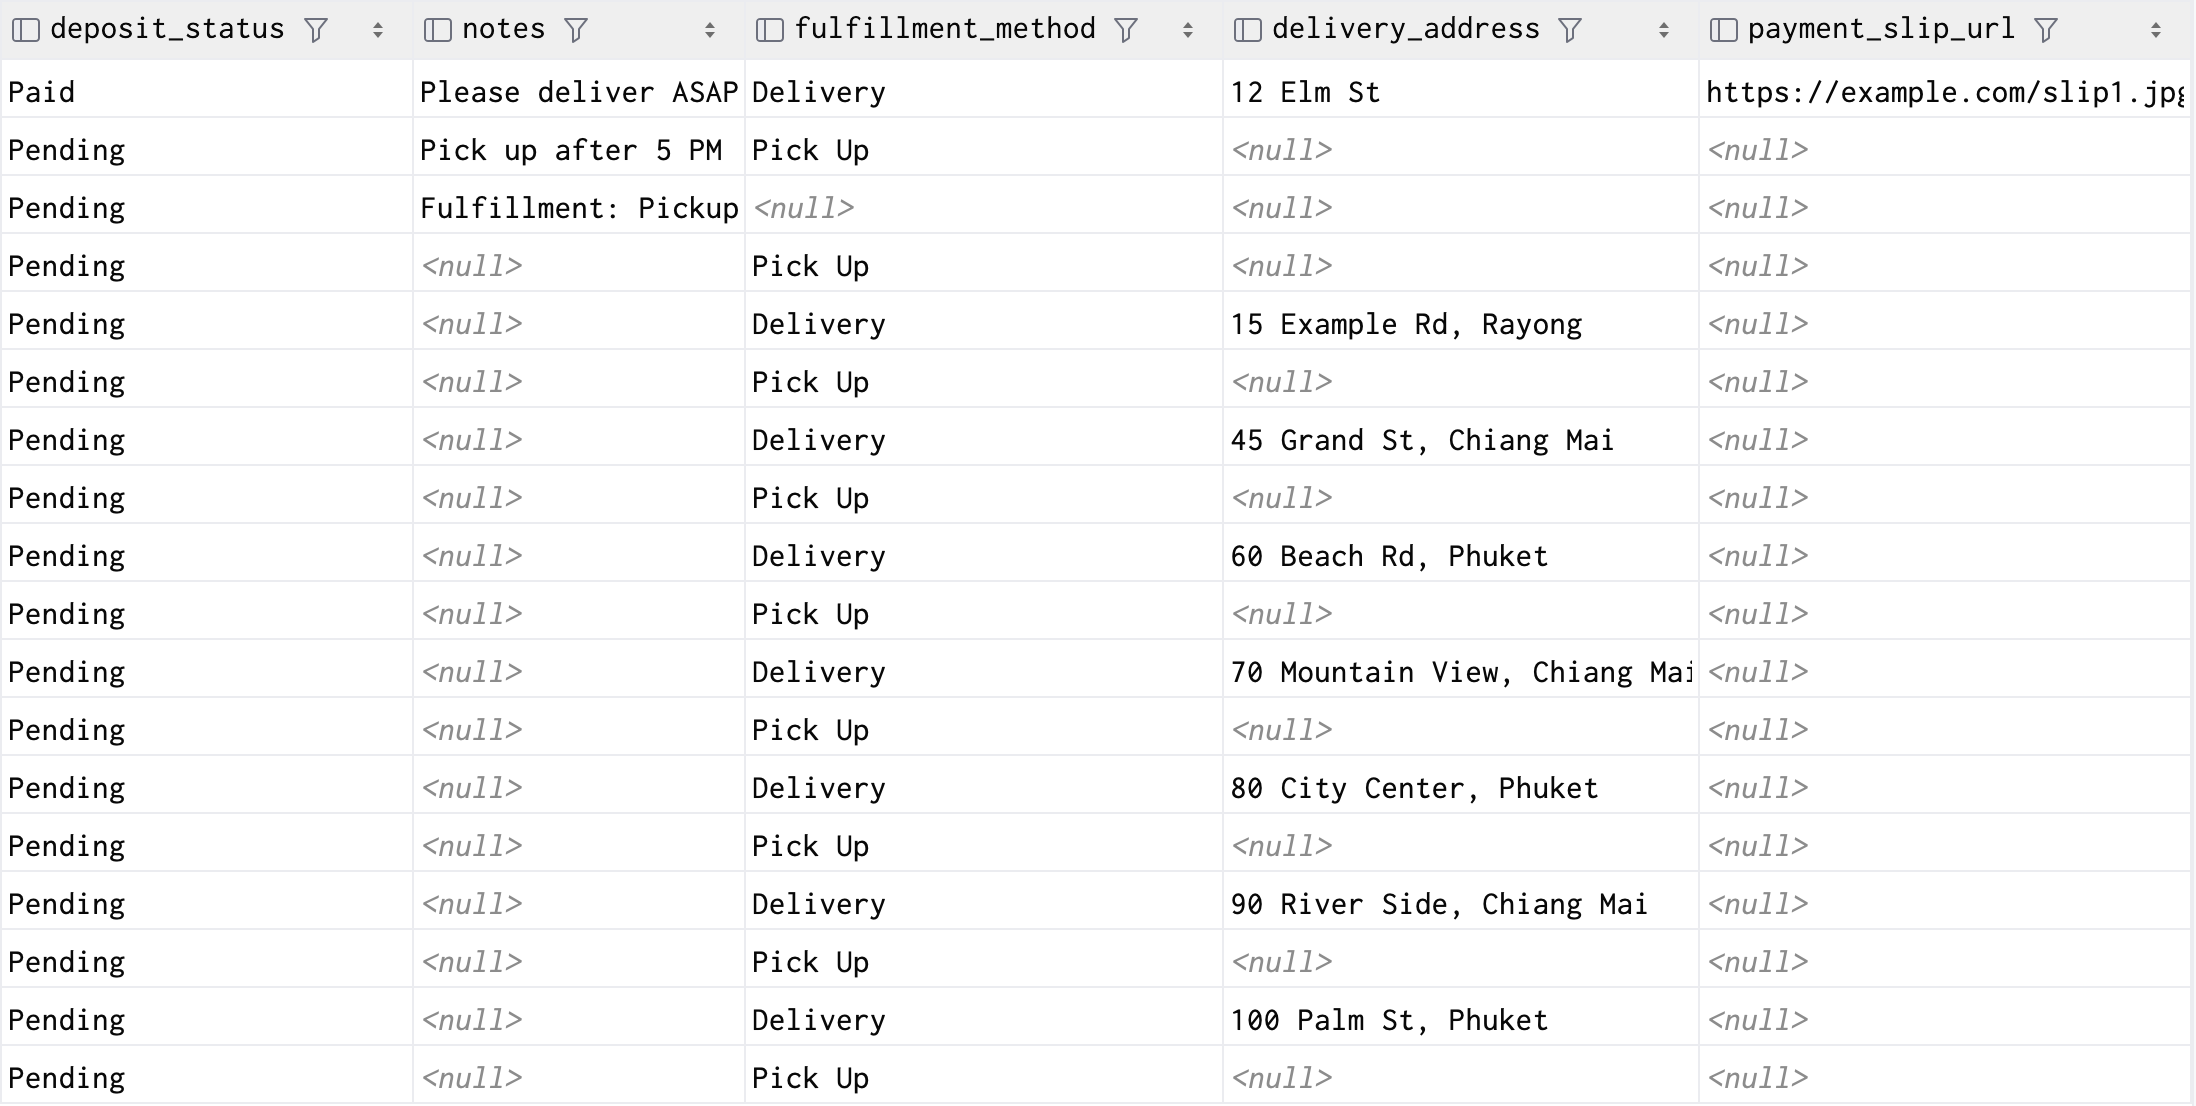 deposit_status notes fulfillment_method delivery_address payment_slip_url
Paid Please deliver ASAP Delivery 12 Elm St https://example.com/slip1.jpg
Pending Pick up after 5 PM Pick Up <null> <null>
Pending Fulfillment: Pickup <null> <null> <null>
Pending <null> Pick Up <null> <null>
Pending <null> Delivery 15 Example Rd, Rayong <null>
Pending <null> Pick Up <null> <null>
Pending <null> Delivery 45 Grand St, Chiang Mai <null>
Pending <null> Pick Up <null> <null>
Pending <null> Delivery 60 Beach Rd, Phuket <null>
Pending <null> Pick Up <null> <null>
Pending <null> Delivery 70 Mountain View, Chiang Mai <null>
Pending <null> Pick Up <null> <null>
Pending <null> Delivery 80 City Center, Phuket <null>
Pending <null> Pick Up <null> <null>
Pending <null> Delivery 90 River Side, Chiang Mai <null>
Pending <null> Pick Up <null> <null>
Pending <null> Delivery 100 Palm St, Phuket <null>
Pending <null> Pick Up <null> <null>